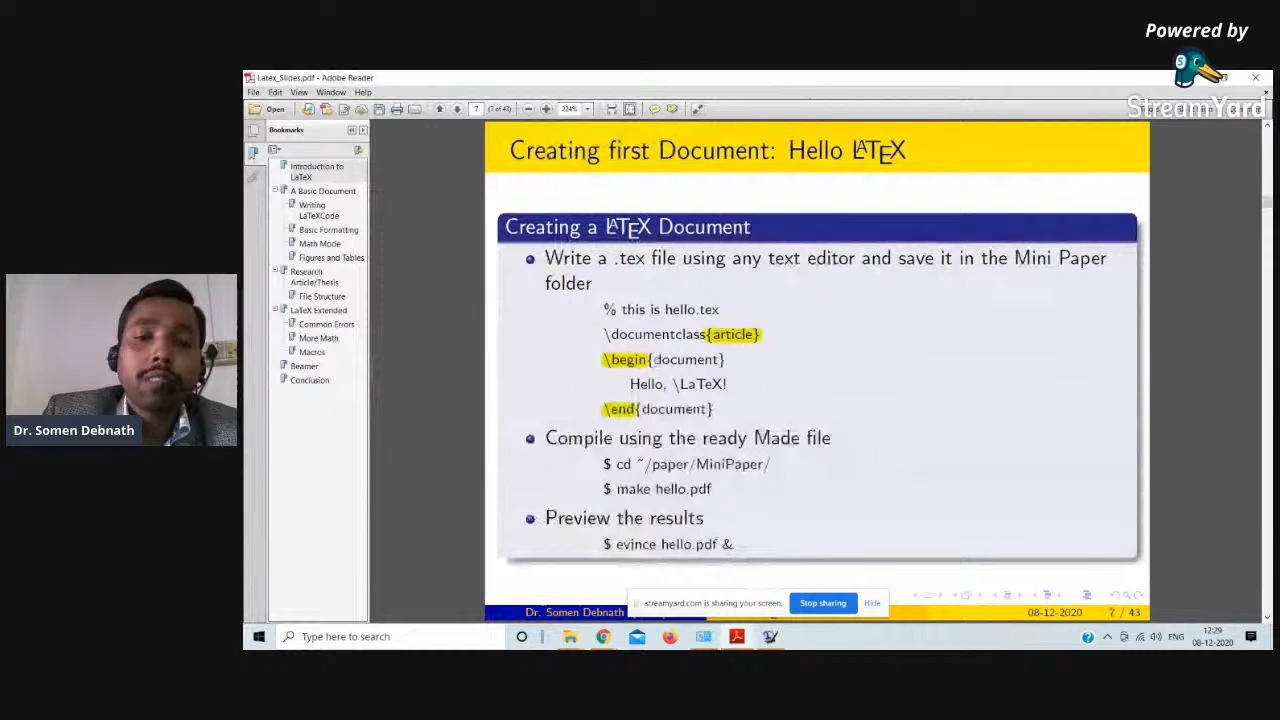 Powered by
StreamYard
Latex_Slides.pdf - Adobe Reader
File Edit View Window Help
Open 7 (7 of 43) 224%
Bookmarks
Introduction to
LaTeX
A Basic Document
Writing
LaTeXCode
Basic Formatting
Math Mode
Figures and Tables
Research
Article/Thesis
File Structure
LaTeX Extended
Common Errors
More Math
Macros
Beamer
Conclusion
Creating first Document: Hello LATEX
Creating a LATEX Document
Write a .tex file using any text editor and save it in the Mini Paper
folder
% this is hello.tex
\documentclass{article}
\begin{document}
Hello, \LaTeX!
\end{document}
Compile using the ready Made file
$ cd ~/paper/MiniPaper/
$ make hello.pdf
Preview the results
$ evince hello.pdf &
Dr. Somen Debnath
08-12-2020 7 / 43
streamyard.com is sharing your screen. Stop sharing Hide
Type here to search
ENG
12:29
08-12-2020
Dr. Somen Debnath